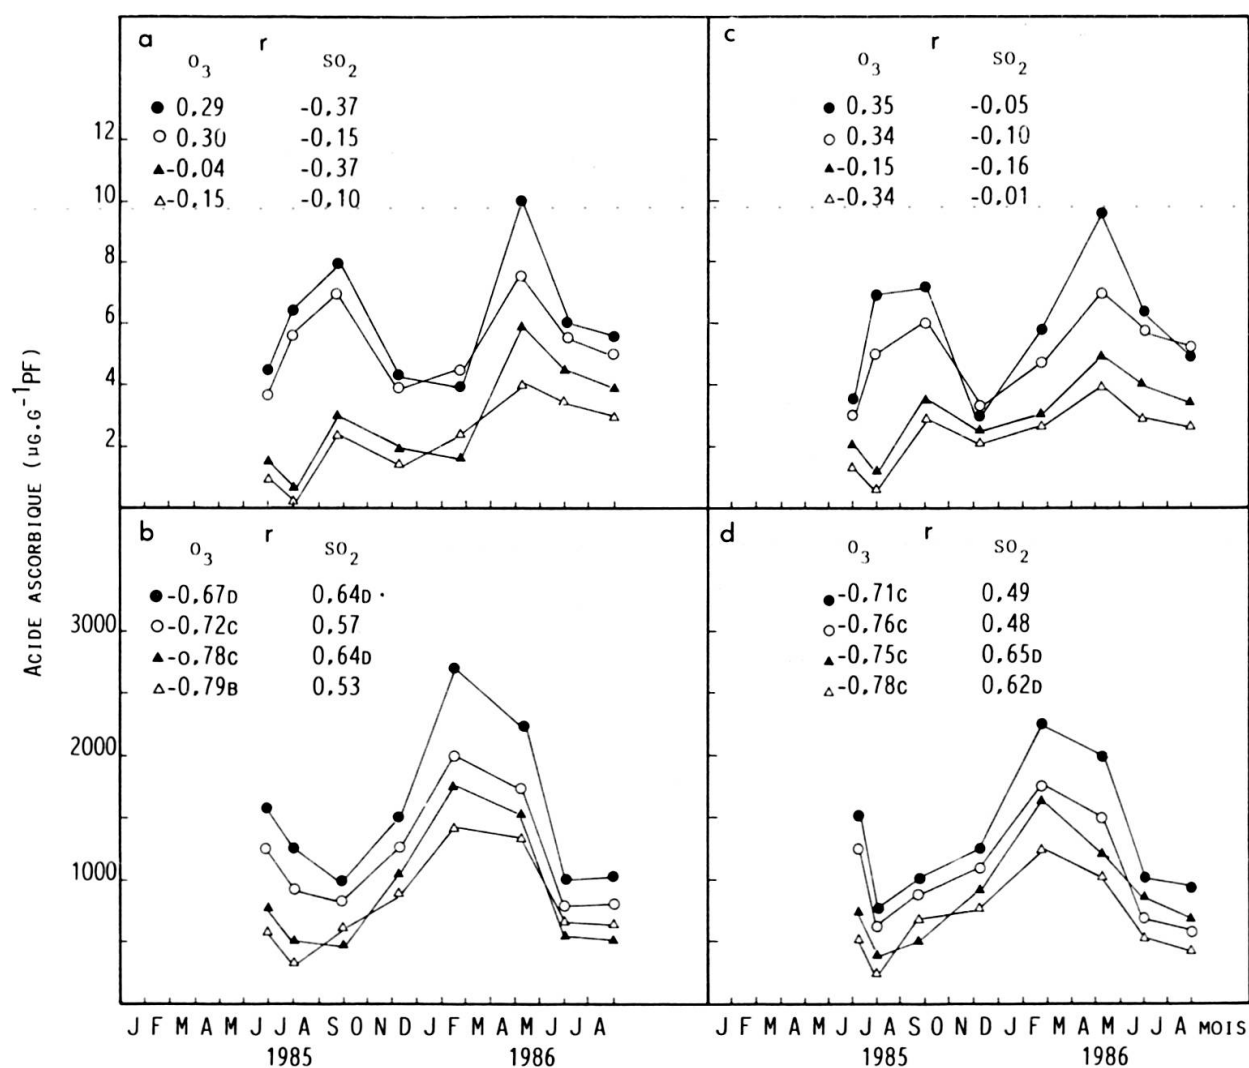 a r
O3 SO2
● 0,29 -0,37
○ 0,30 -0,15
▲ -0,04 -0,37
△ -0,15 -0,10
12
10
8
6
4
2
c r
O3 SO2
● 0,35 -0,05
○ 0,34 -0,10
▲ -0,15 -0,16
△ -0,34 -0,01
ACIDE ASCORBIQUE (µG.G-1PF)
b r
O3 SO2
● -0,67D 0,64D
○ -0,72C 0,57
▲ -0,78C 0,64D
△ -0,79B 0,53
3000
2000
1000
d r
O3 SO2
● -0,71C 0,49
○ -0,76C 0,48
▲ -0,75C 0,65D
△ -0,78C 0,62D
J F M A M J J A S O N D J F M A M J J A
J F M A M J J A S O N D J F M A M J J A MOIS
1985 1986
1985 1986